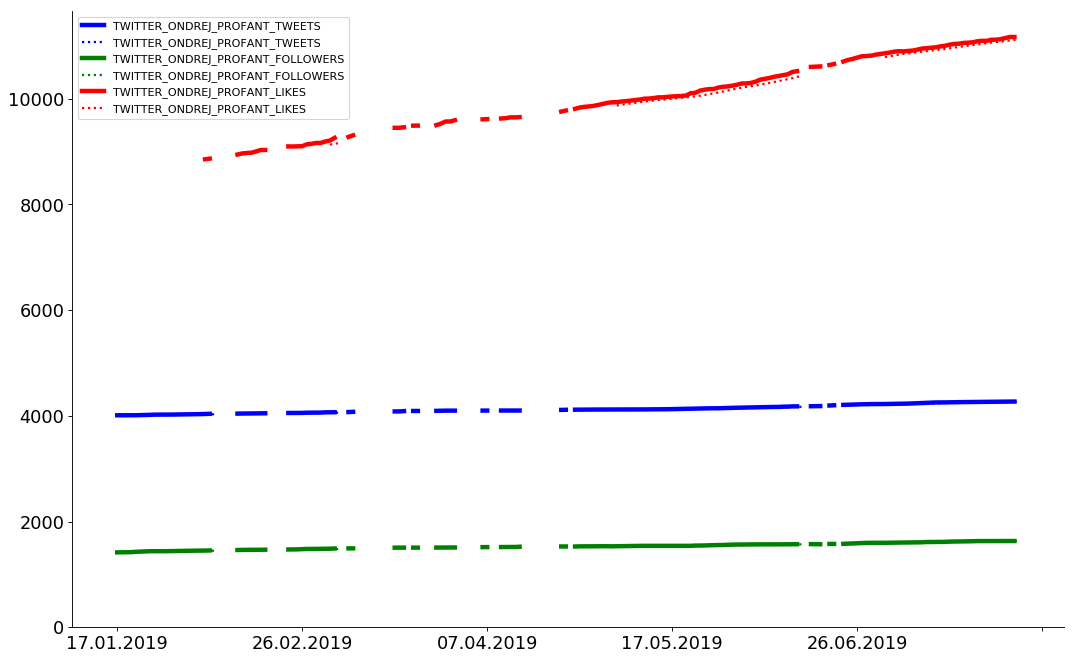 TWITTER_ONDREJ_PROFANT_TWEETS
TWITTER_ONDREJ_PROFANT_TWEETS
TWITTER_ONDREJ_PROFANT_FOLLOWERS
TWITTER_ONDREJ_PROFANT_FOLLOWERS
TWITTER_ONDREJ_PROFANT_LIKES
TWITTER_ONDREJ_PROFANT_LIKES
10000
8000
6000
4000
2000
0
17.01.2019 26.02.2019 07.04.2019 17.05.2019 26.06.2019